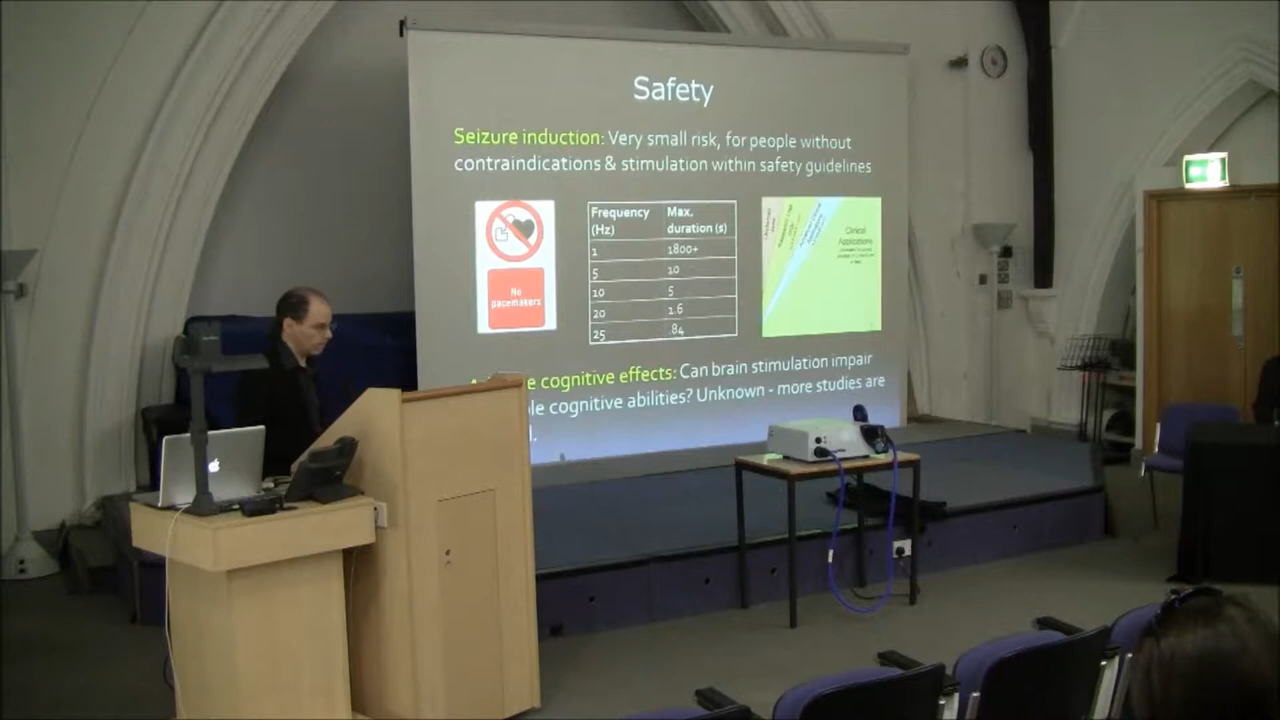 Safety
Seizure induction: Very small risk, for people without
contraindications & stimulation within safety guidelines
No
pacemakers
Frequency (Hz) Max. duration (s)
1 1800+
5 10
10 5
20 1.6
25 .84
Clinical
Applications
cognitive effects: Can brain stimulation impair
cognitive abilities? Unknown - more studies are